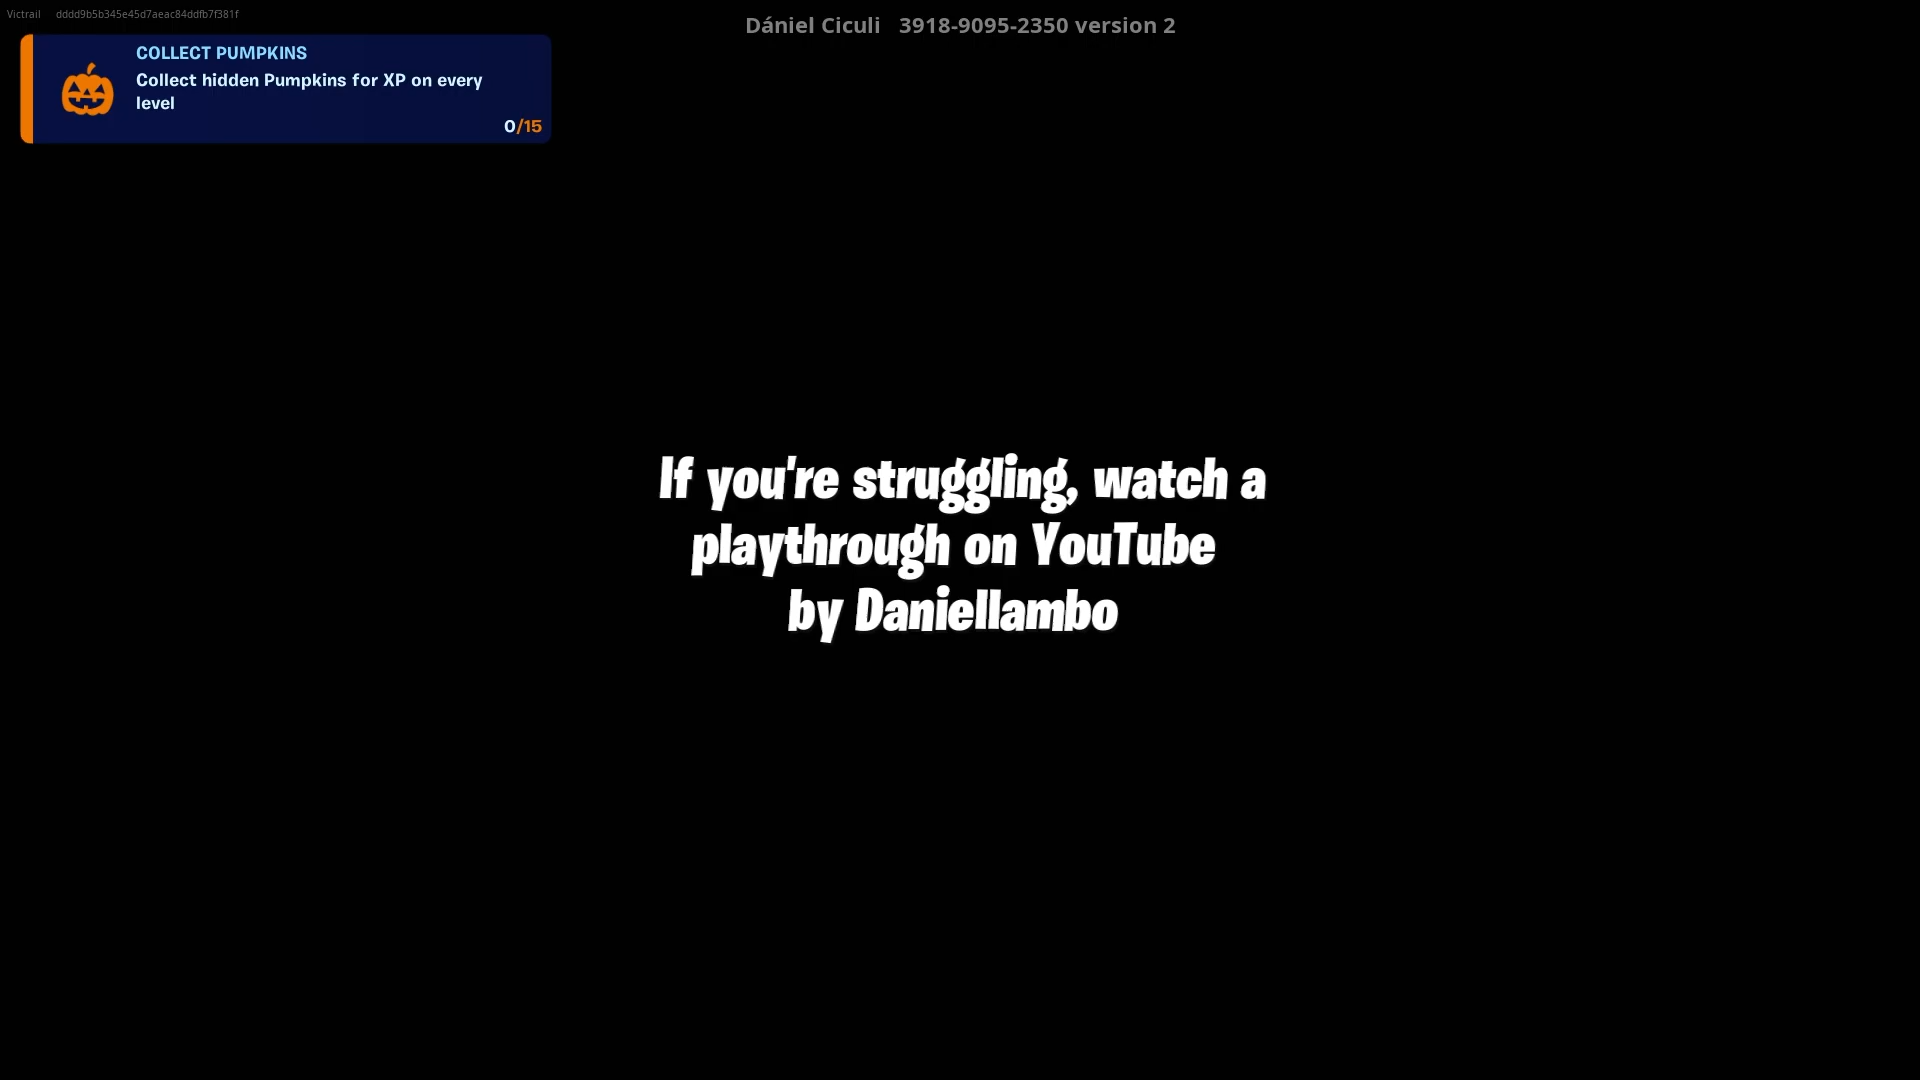 Victrail dddd9b5b345e45d7aeac84ddfb7f381f
Dániel Ciculi 3918-9095-2350 version 2
COLLECT PUMPKINS
Collect hidden Pumpkins for XP on every
level
0/15
If you're struggling, watch a
playthrough on YouTube
by Daniellambo